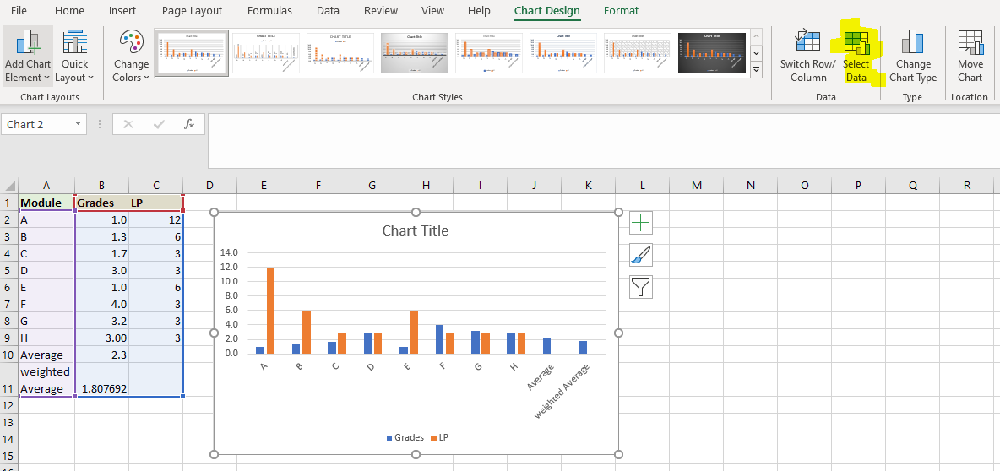 File Home Insert Page Layout Formulas Data Review View Help Chart Design Format
Add Chart Element
Quick Layout
Change Colors
Switch Row/ Column
Select Data
Change Chart Type
Move Chart
Chart Layouts Chart Styles Data Type Location
Chart 2 fx
A B C D E F G H I J K L M N O P Q R
1 Module Grades LP
2 A 1.0 12
3 B 1.3 6
4 C 1.7 3
5 D 3.0 3
6 E 1.0 6
7 F 4.0 3
8 G 3.2 3
9 H 3.00 3
10 Average 2.3
weighted
11 Average 1.807692
12
13
14
15
Chart Title
14.0
12.0
10.0
8.0
6.0
4.0
2.0
0.0
A B C D E F G H Average weighted Average
Grades LP